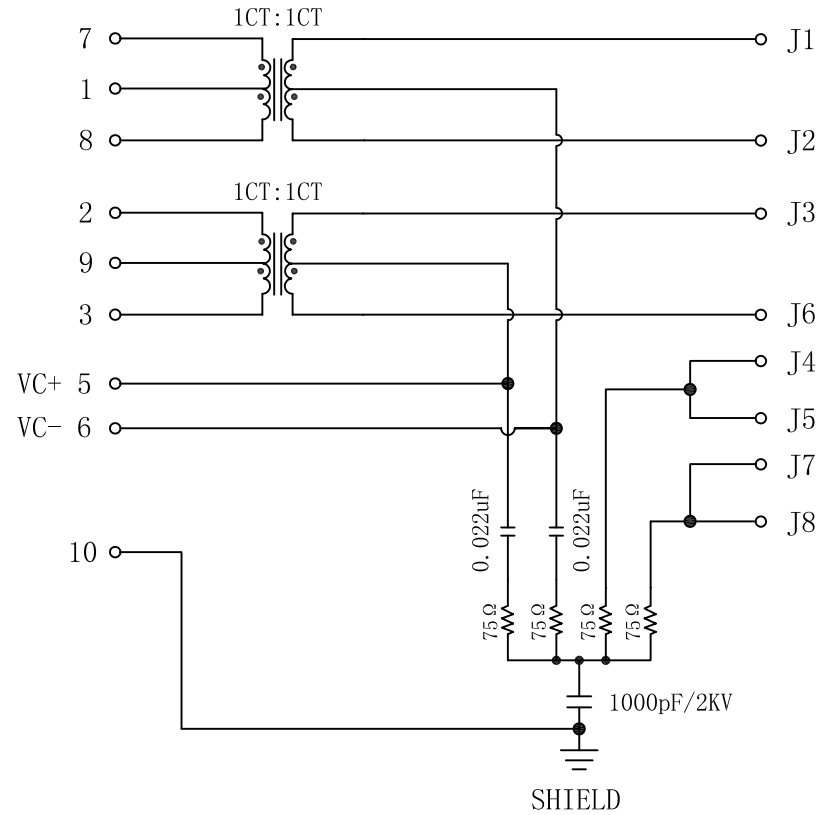 1CT:1CT
7
J1
1
8
J2
1CT:1CT
2
J3
9
3
J6
J4
VC+ 5
J5
VC- 6
J7
0.022uF
0.022uF
J8
10
75Ω
75Ω
75Ω
75Ω
1000pF/2KV
SHIELD